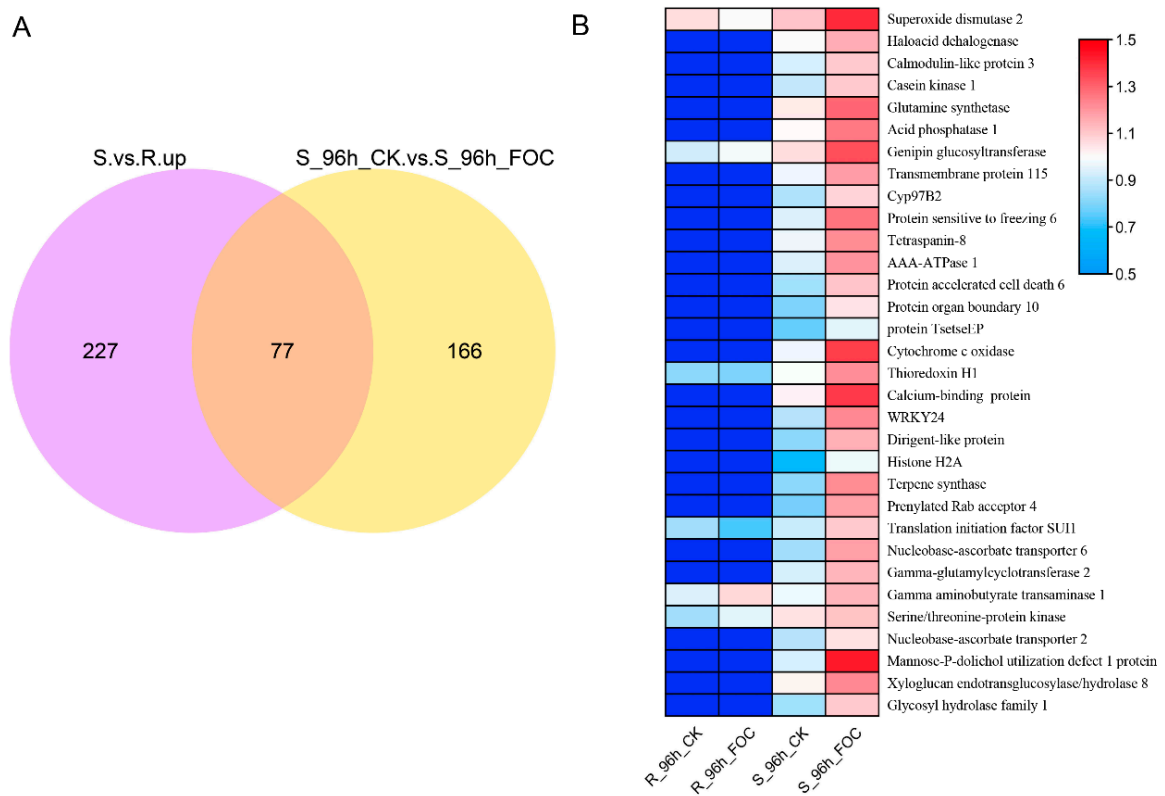 A
B
S.vs.R.up
S_96h_CK.vs.S_96h_FOC
227
77
166
Superoxide dismutase 2
Haloacid dehalogenase
Calmodulin-like protein 3
Casein kinase 1
Glutamine synthetase
Acid phosphatase 1
Genipin glucosyltransferase
Transmembrane protein 115
Cyp97B2
Protein sensitive to freezing 6
Tetraspanin-8
AAA-ATPase 1
Protein accelerated cell death 6
Protein organ boundary 10
protein TsetseEP
Cytochrome c oxidase
Thioredoxin H1
Calcium-binding protein
WRKY24
Dirigent-like protein
Histone H2A
Terpene synthase
Prenylated Rab acceptor 4
Translation initiation factor SUI1
Nucleobase-ascorbate transporter 6
Gamma-glutamylcyclotransferase 2
Gamma aminobutyrate transaminase 1
Serine/threonine-protein kinase
Nucleobase-ascorbate transporter 2
Mannose-P-dolichol utilization defect 1 protein
Xyloglucan endotransglucosylase/hydrolase 8
Glycosyl hydrolase family 1
1.5
1.3
1.1
0.9
0.7
0.5
R_96h_CK
R_96h_FOC
S_96h_CK
S_96h_FOC